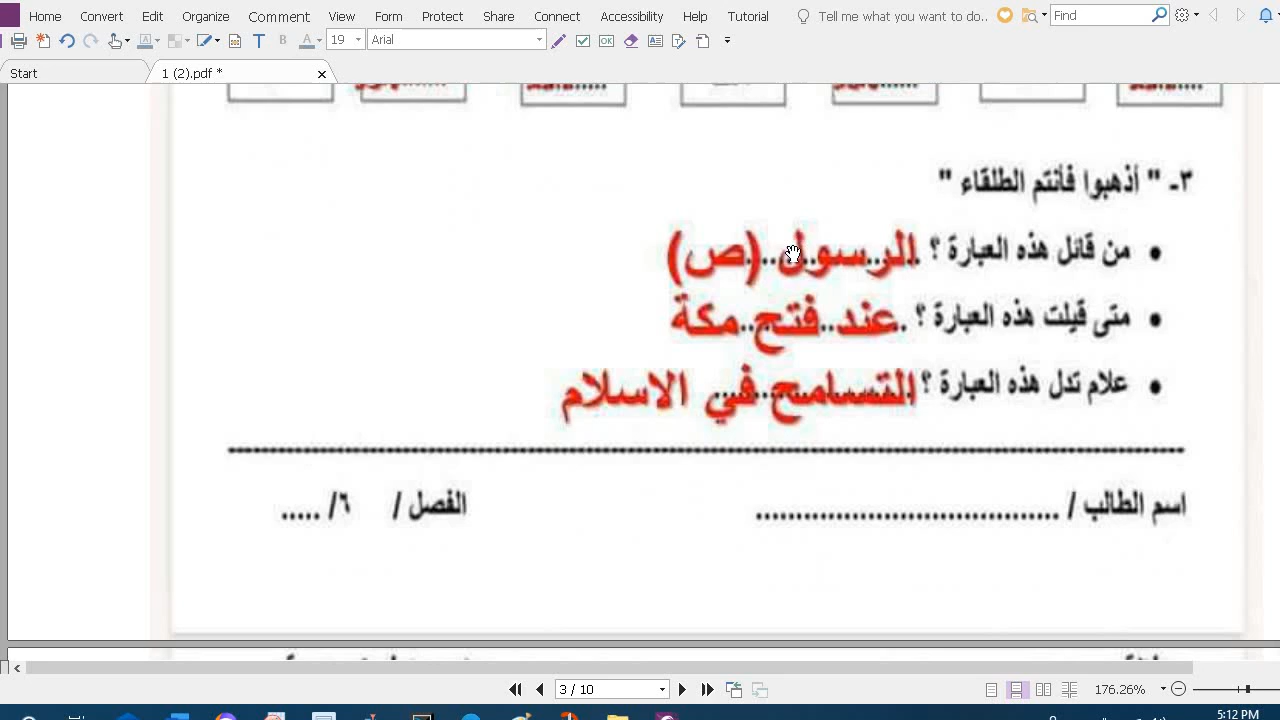 Home Convert Edit Organize Comment View Form Protect Share Connect Accessibility Help Tutorial Tell me what you want to do.. Find
19 Arial
Start 1 (2).pdf *
٣- " أذهبوا فأنتم الطلقاء "
• من قائل هذه العبارة ؟ الرسول (ص)
• متى قيلت هذه العبارة ؟ عند فتح مكة
• علام تدل هذه العبارة ؟ التسامح في الاسلام
اسم الطالب / ...................................... الفصل / ٦/ .....
3 / 10 176.26%
5:12 PM